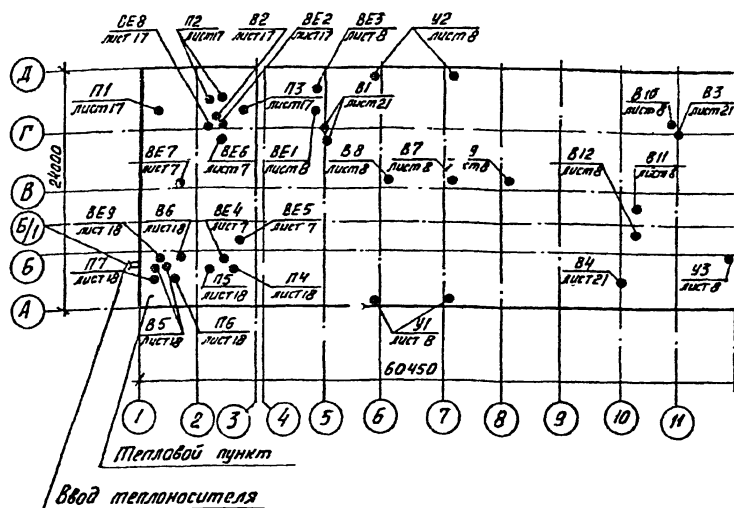 СЕ8
лист 17
П2
лист 17
В2
лист 17
ВЕ2
лист 17
ВЕ3
лист 8
У2
лист 8
Д
П1
лист 17
П3
лист 17
В1
лист 21
В10
лист 8
В3
лист 21
Г
24000
ВЕ7
лист 7
ВЕ6
лист 7
ВЕ1
лист 8
В8
лист 8
В7
лист 8
9
ст 8
В12
лист 8
В11
лист 8
В
Б/1
ВЕ9
лист 18
В6
лист 18
ВЕ4
лист 7
ВЕ5
лист 7
Б
П7
лист 18
П5
лист 18
П4
лист 18
В4
лист 21
У3
лист 8
А
В5
лист 18
П6
лист 18
У1
лист 8
60450
1 2 3 4 5 6 7 8 9 10 11
Тепловой пункт
Ввод теплоносителя